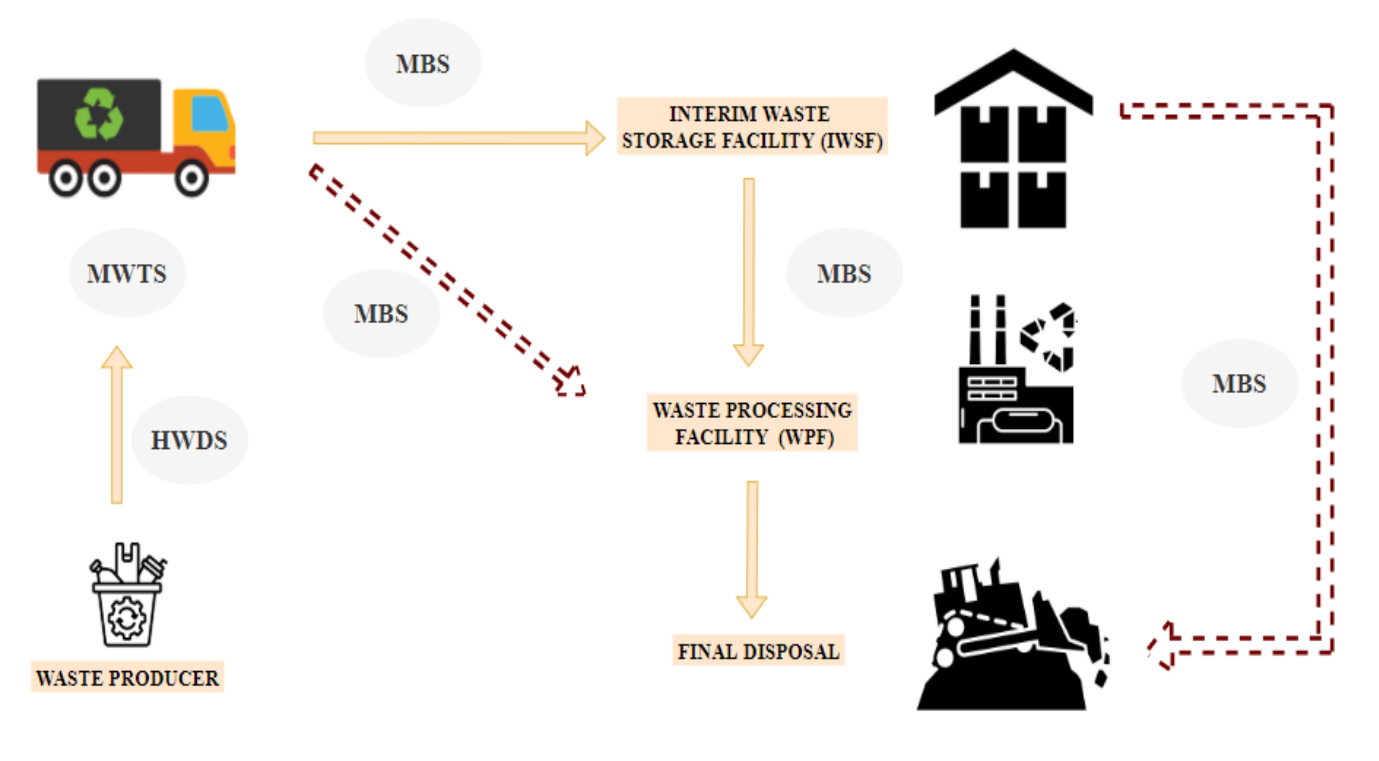 MBS
INTERIM WASTE
STORAGE FACILITY (IWSF)
MWTS
MBS
MBS
MBS
WASTE PROCESSING
FACILITY (WPF)
HWDS
FINAL DISPOSAL
WASTE PRODUCER